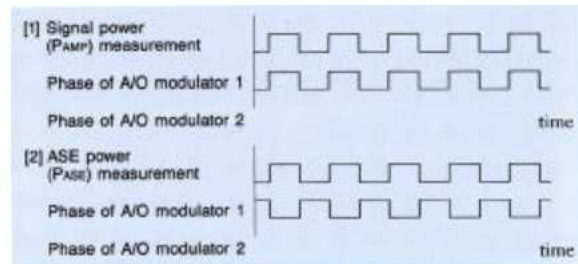 [1] Signal power
(PAMP) measurement
Phase of A/O modulator 1
Phase of A/O modulator 2
time
[2] ASE power
(PASE) measurement
Phase of A/O modulator 1
Phase of A/O modulator 2
time